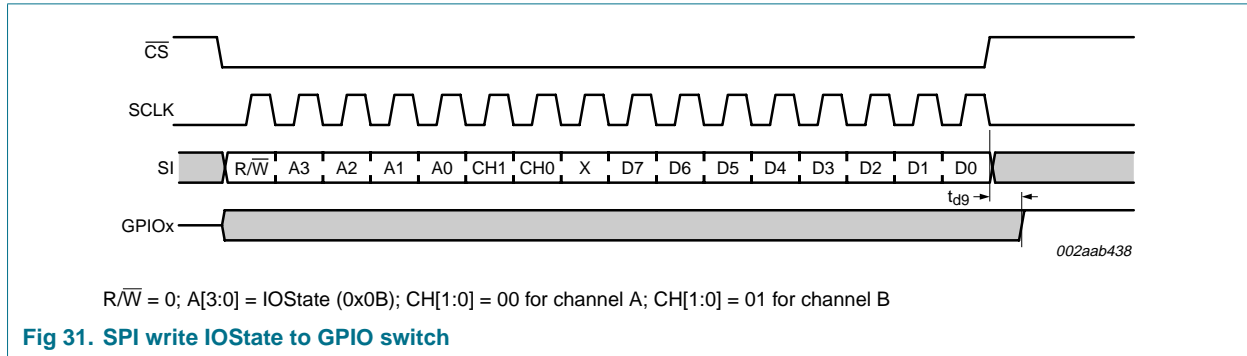 C̅S̅
SCLK
SI R/W̅ A3 A2 A1 A0 CH1 CH0 X D7 D6 D5 D4 D3 D2 D1 D0
td9
GPIOx
002aab438
R/W̅ = 0; A[3:0] = IOState (0x0B); CH[1:0] = 00 for channel A; CH[1:0] = 01 for channel B
Fig 31. SPI write IOState to GPIO switch